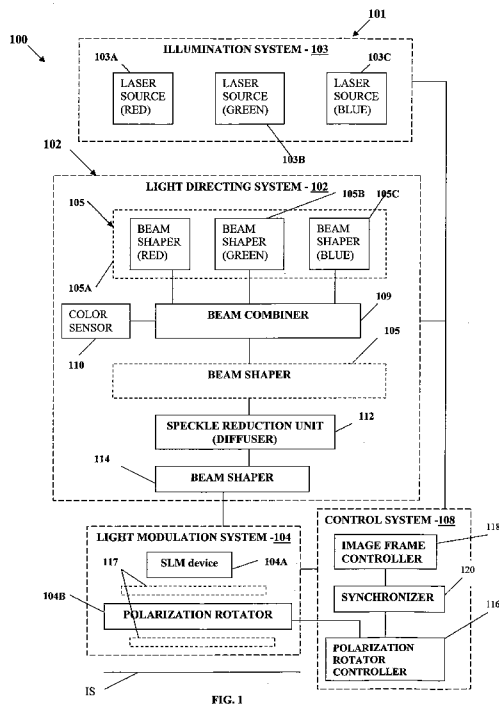 100
101
ILLUMINATION SYSTEM - 103
103A
103C
LASER
SOURCE
(RED)
LASER
SOURCE
(GREEN)
LASER
SOURCE
(BLUE)
103B
102
LIGHT DIRECTING SYSTEM - 102
105
105B
105C
BEAM
SHAPER
(RED)
BEAM
SHAPER
(GREEN)
BEAM
SHAPER
(BLUE)
105A
COLOR
SENSOR
110
BEAM COMBINER
109
105
BEAM SHAPER
SPECKLE REDUCTION UNIT
(DIFFUSER)
112
114
BEAM SHAPER
LIGHT MODULATION SYSTEM -104
117
SLM device
104A
104B
POLARIZATION ROTATOR
CONTROL SYSTEM -108
118
IMAGE FRAME
CONTROLLER
120
SYNCHRONIZER
116
POLARIZATION
ROTATOR
CONTROLLER
IS
FIG. 1